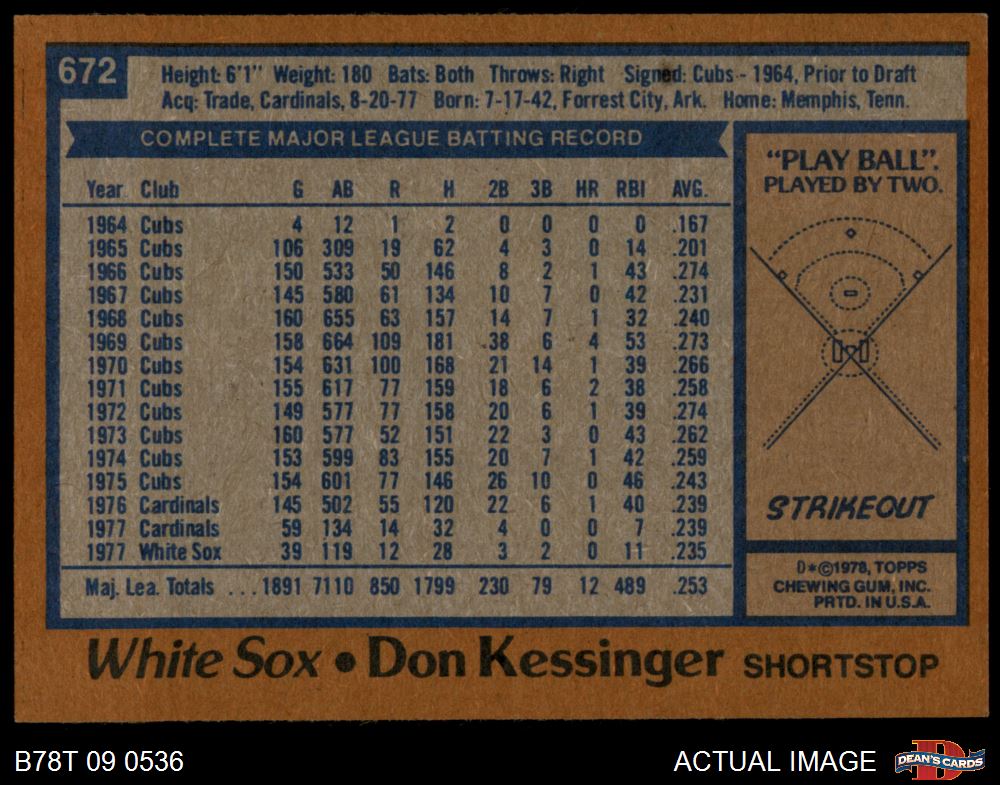 672
Height: 6'1" Weight: 180 Bats: Both Throws: Right Signed: Cubs - 1964, Prior to Draft
Acq: Trade, Cardinals, 8-20-77 Born: 7-17-42, Forrest City, Ark. Home: Memphis, Tenn.
COMPLETE MAJOR LEAGUE BATTING RECORD
Year Club G AB R H 2B 3B HR RBI AVG.
1964 Cubs 4 12 1 2 0 0 0 0 .167
1965 Cubs 106 309 19 62 4 3 0 14 .201
1966 Cubs 150 533 50 146 8 2 1 43 .274
1967 Cubs 145 580 61 134 10 7 0 42 .231
1968 Cubs 160 655 63 157 14 7 1 32 .240
1969 Cubs 158 664 109 181 38 6 4 53 .273
1970 Cubs 154 631 100 168 21 14 1 39 .266
1971 Cubs 155 617 77 159 18 6 2 38 .258
1972 Cubs 149 577 77 158 20 6 1 39 .274
1973 Cubs 160 577 52 151 22 3 0 43 .262
1974 Cubs 153 599 83 155 20 7 1 42 .259
1975 Cubs 154 601 77 146 26 10 0 46 .243
1976 Cardinals 145 502 55 120 22 6 1 40 .239
1977 Cardinals 59 134 14 32 4 0 0 7 .239
1977 White Sox 39 119 12 28 3 2 0 11 .235
Maj. Lea. Totals ... 1891 7110 850 1799 230 79 12 489 .253
"PLAY BALL".
PLAYED BY TWO.
STRIKEOUT
D*©1978, TOPPS
CHEWING GUM, INC.
PRTD. IN U.S.A.
White Sox • Don Kessinger SHORTSTOP
B78T 09 0536
ACTUAL IMAGE
D
DEAN'S CARDS